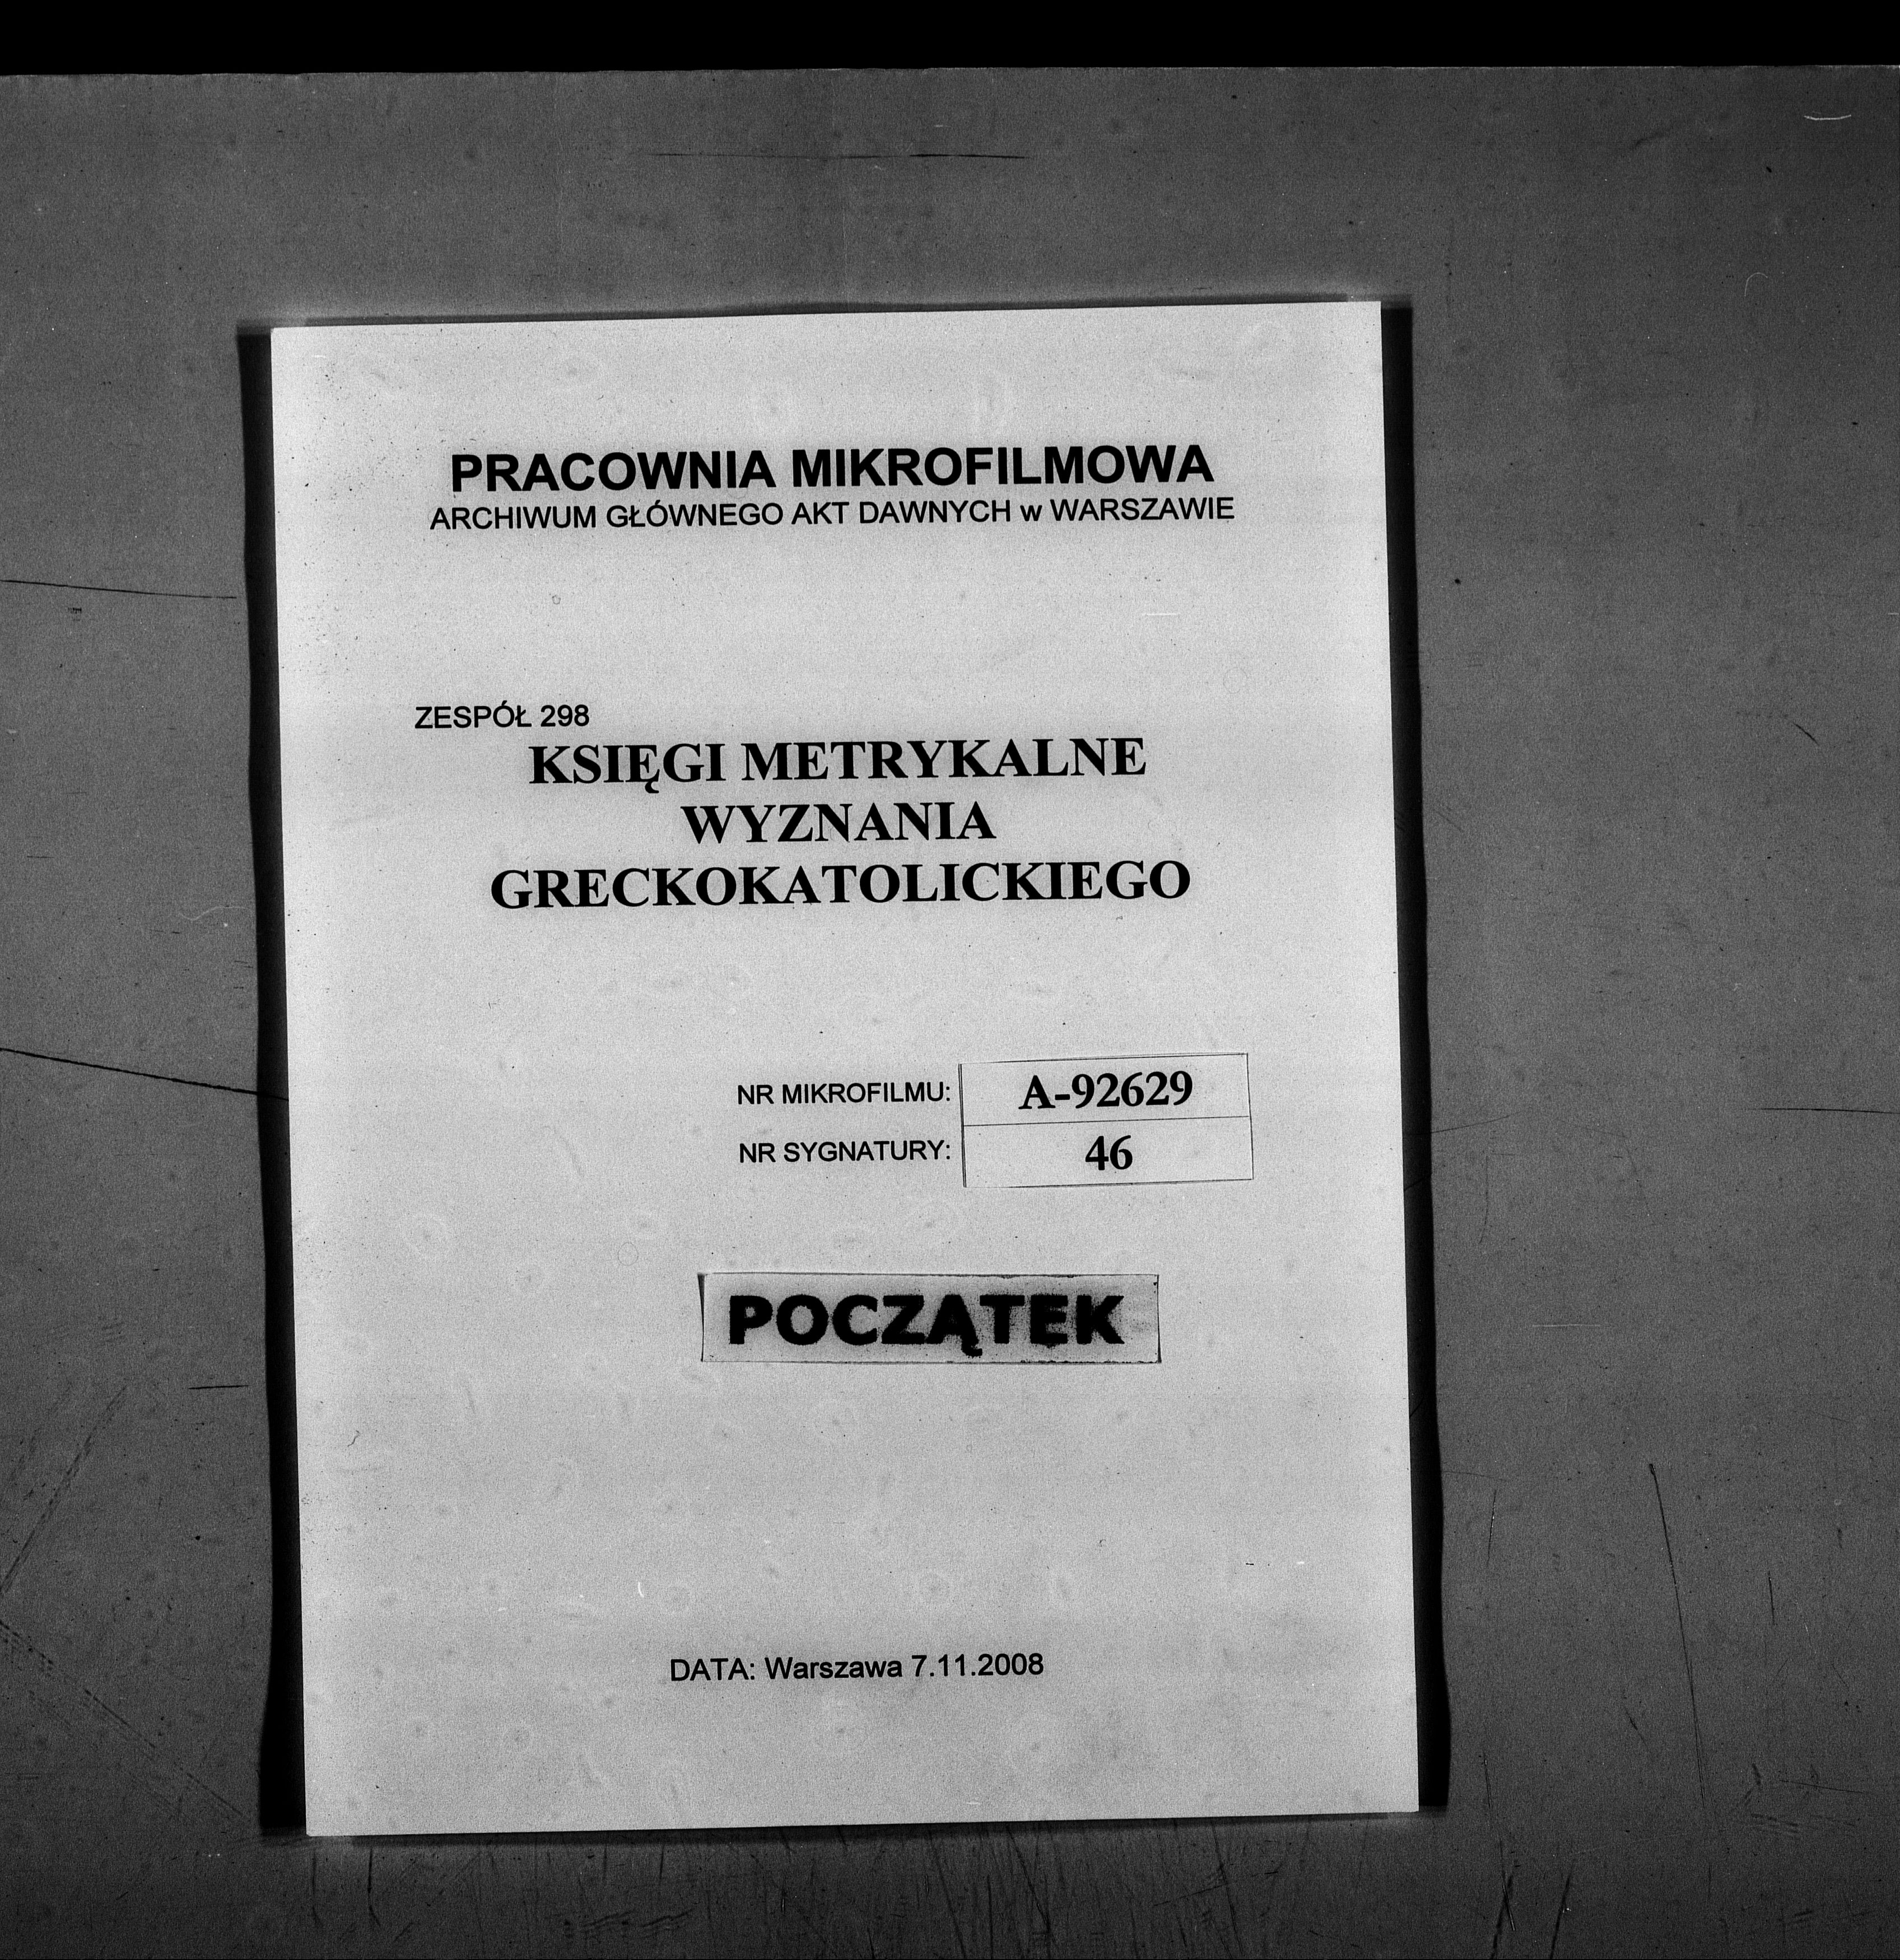 PRACOWNIA MIKROFILMOWA
ARCHIWUM GŁÓWNEGO AKT DAWNYCH w WARSZAWIE
ZESPÓŁ 298
KSIĘGI METRYKALNE
WYZNANIA
GRECKOKATOLICKIEGO
NR MIKROFILMU: A-92629
NR SYGNATURY: 46
POCZĄTEK
DATA: Warszawa 7.11.2008